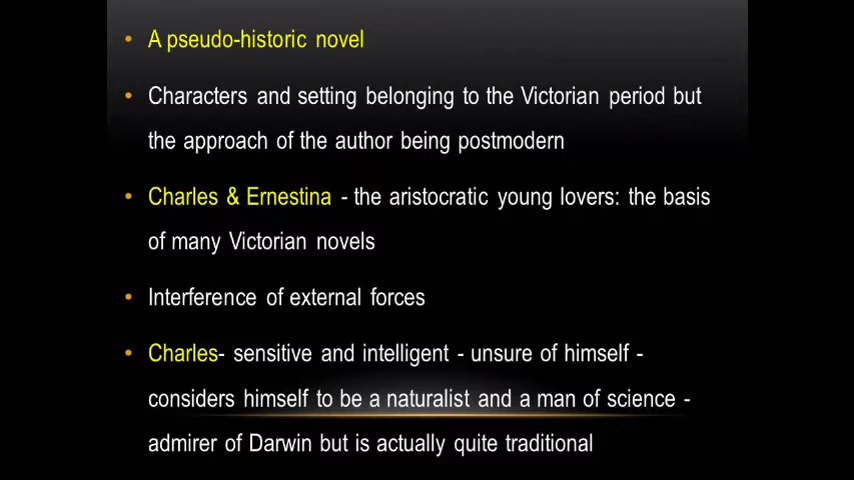 • A pseudo-historic novel
• Characters and setting belonging to the Victorian period but
the approach of the author being postmodern
• Charles & Ernestina - the aristocratic young lovers: the basis
of many Victorian novels
• Interference of external forces
• Charles- sensitive and intelligent - unsure of himself -
considers himself to be a naturalist and a man of science -
admirer of Darwin but is actually quite traditional